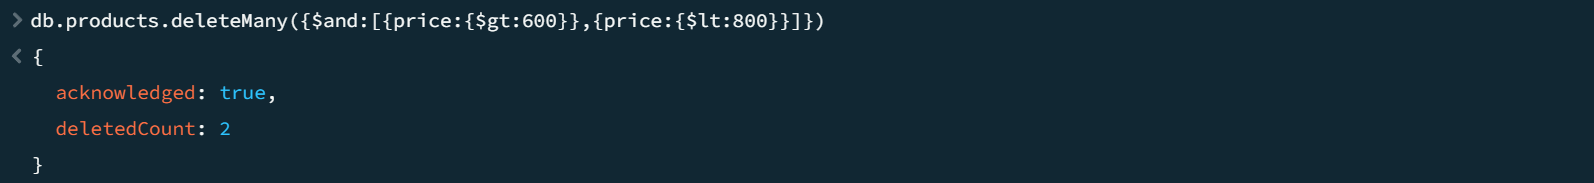 > db.products.deleteMany({$and:[{price:{$gt:600}},{price:{$lt:800}}]})
< {
acknowledged: true,
deletedCount: 2
}